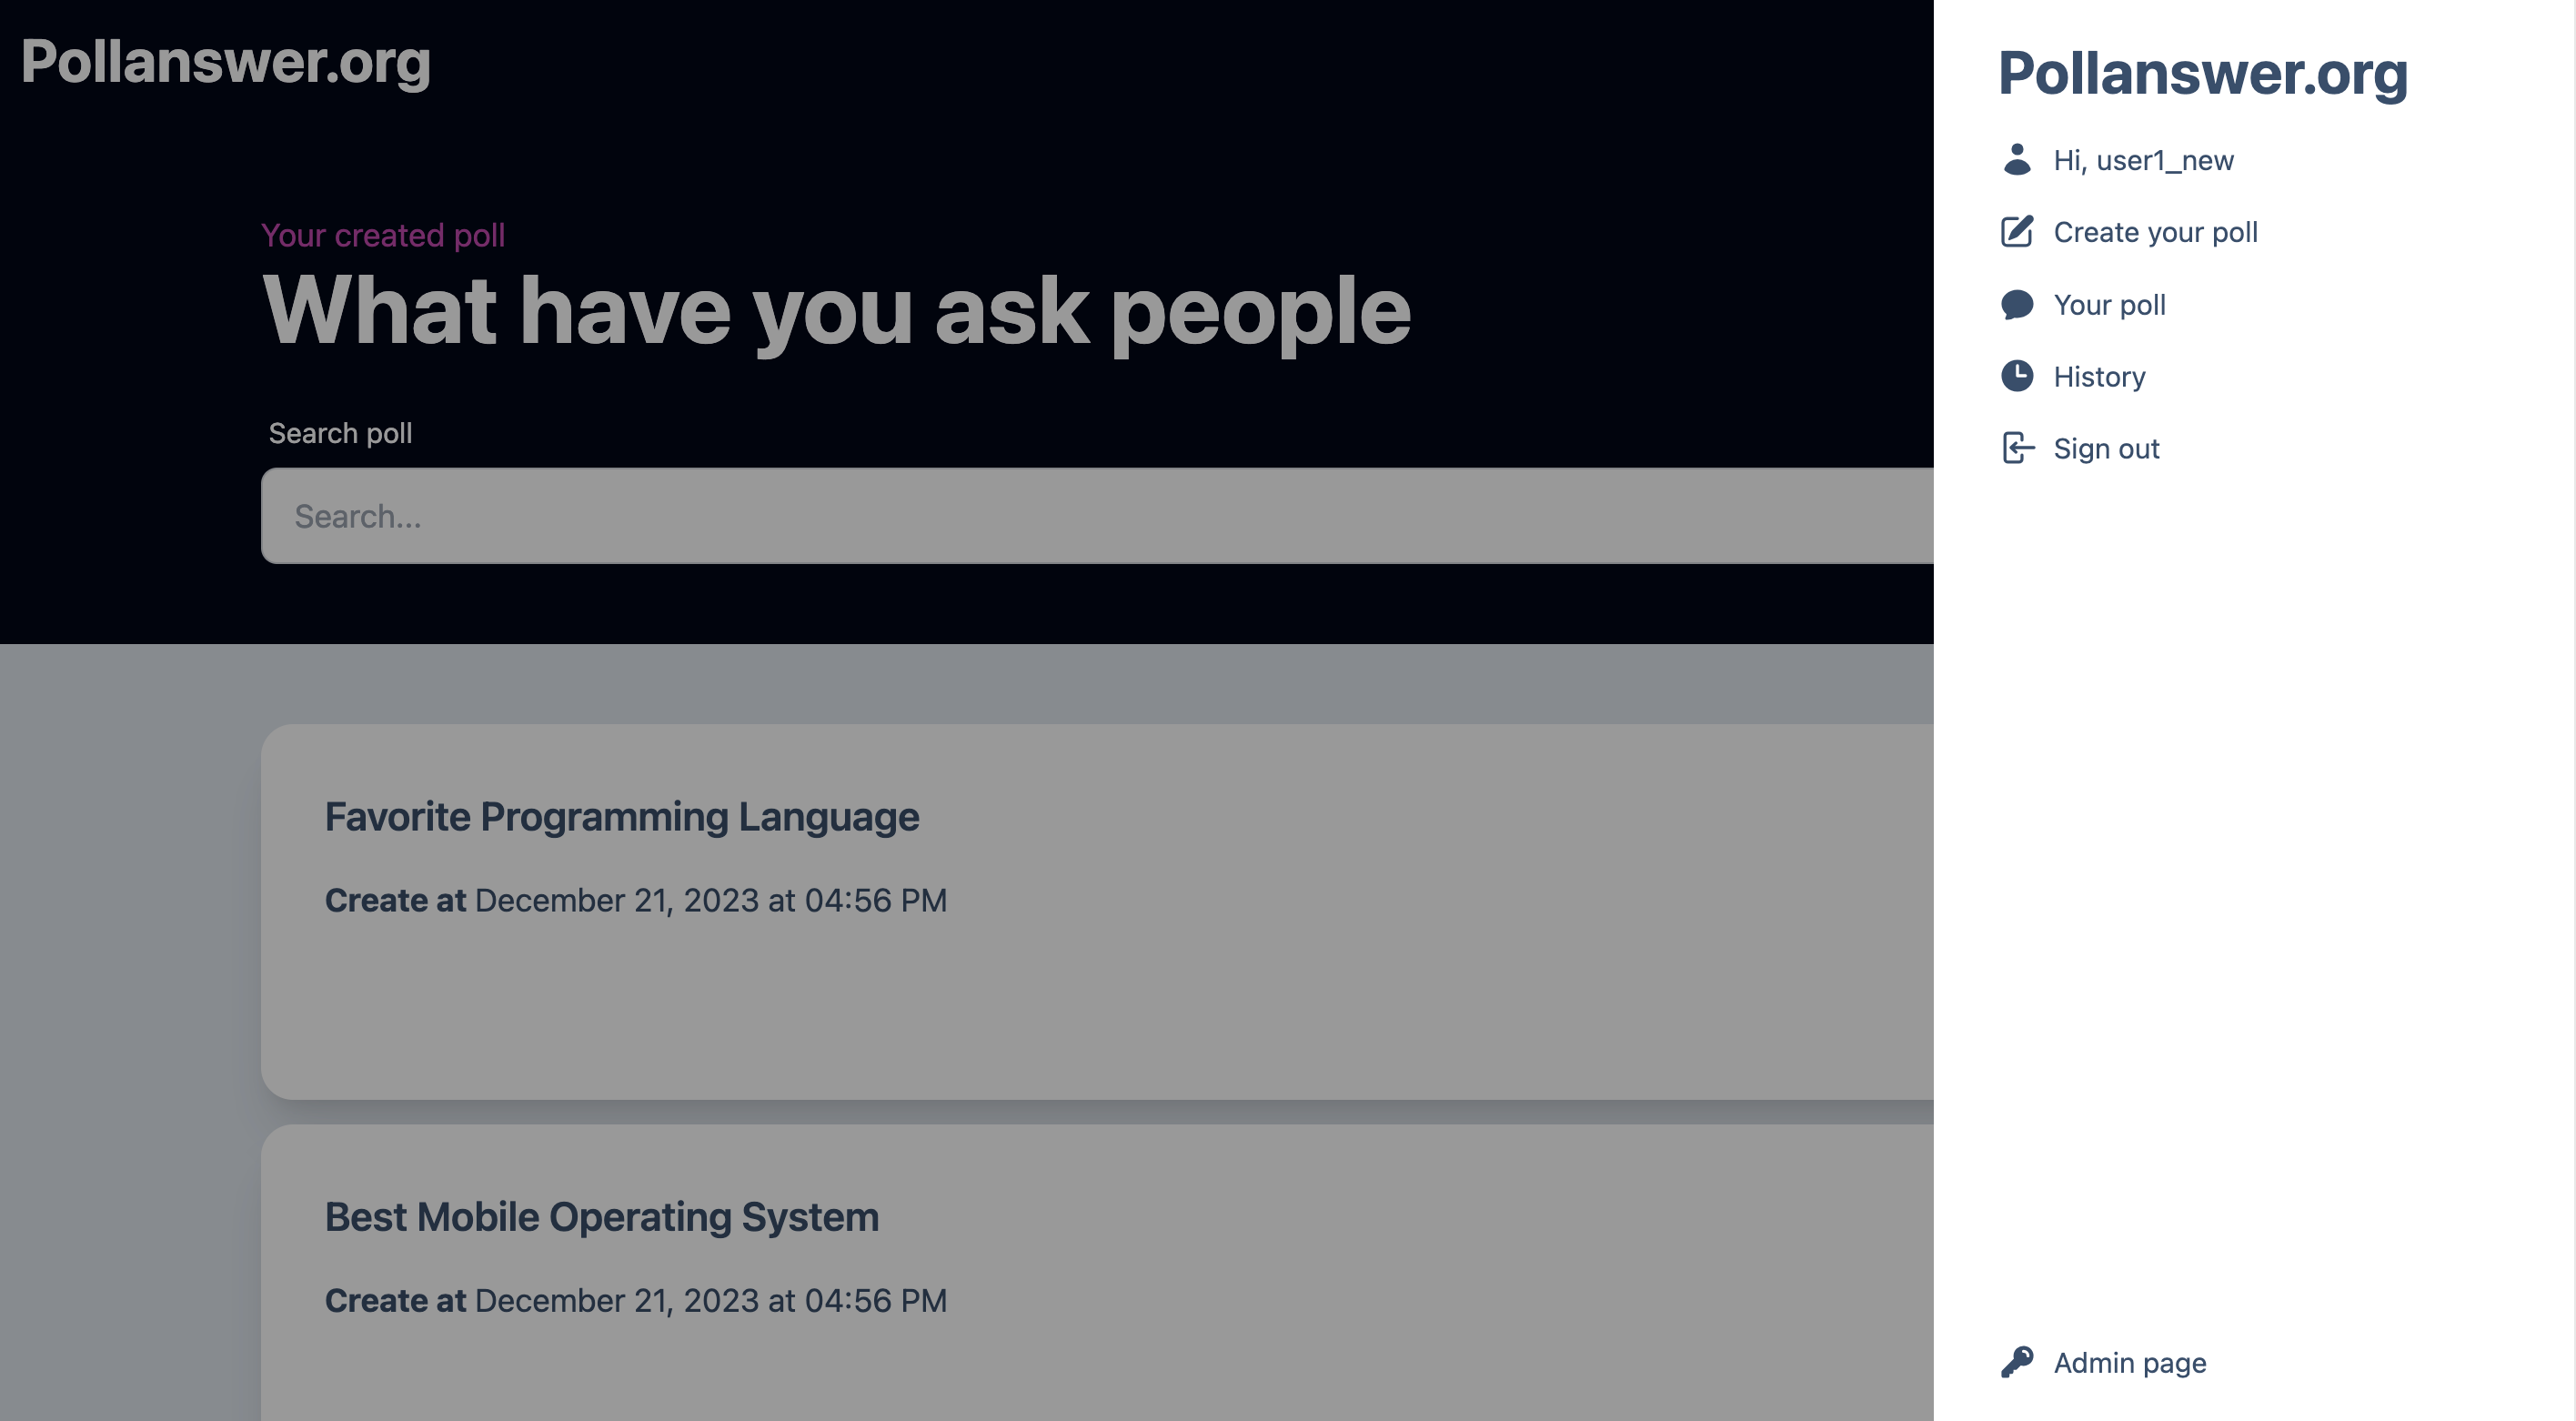 Pollanswer.org
Your created poll
What have you ask people
Search poll
Search...
Favorite Programming Language
Create at December 21, 2023 at 04:56 PM
Best Mobile Operating System
Create at December 21, 2023 at 04:56 PM
Pollanswer.org
Hi, user1_new
Create your poll
Your poll
History
Sign out
Admin page